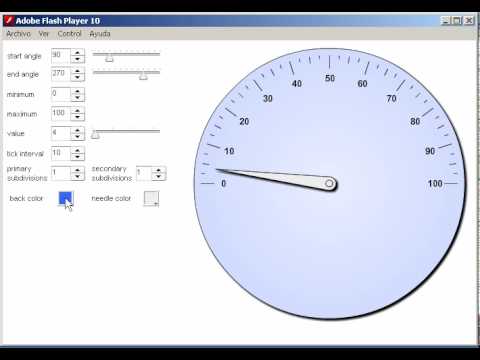 Adobe Flash Player 10
Archivo Ver Control Ayuda
start angle 90
end angle 270
minimum 0
maximum 100
value 4
tick interval 10
primary subdivisions 1 secondary subdivisions 1
back color needle color
0
10
20
30
40
50
60
70
80
90
100